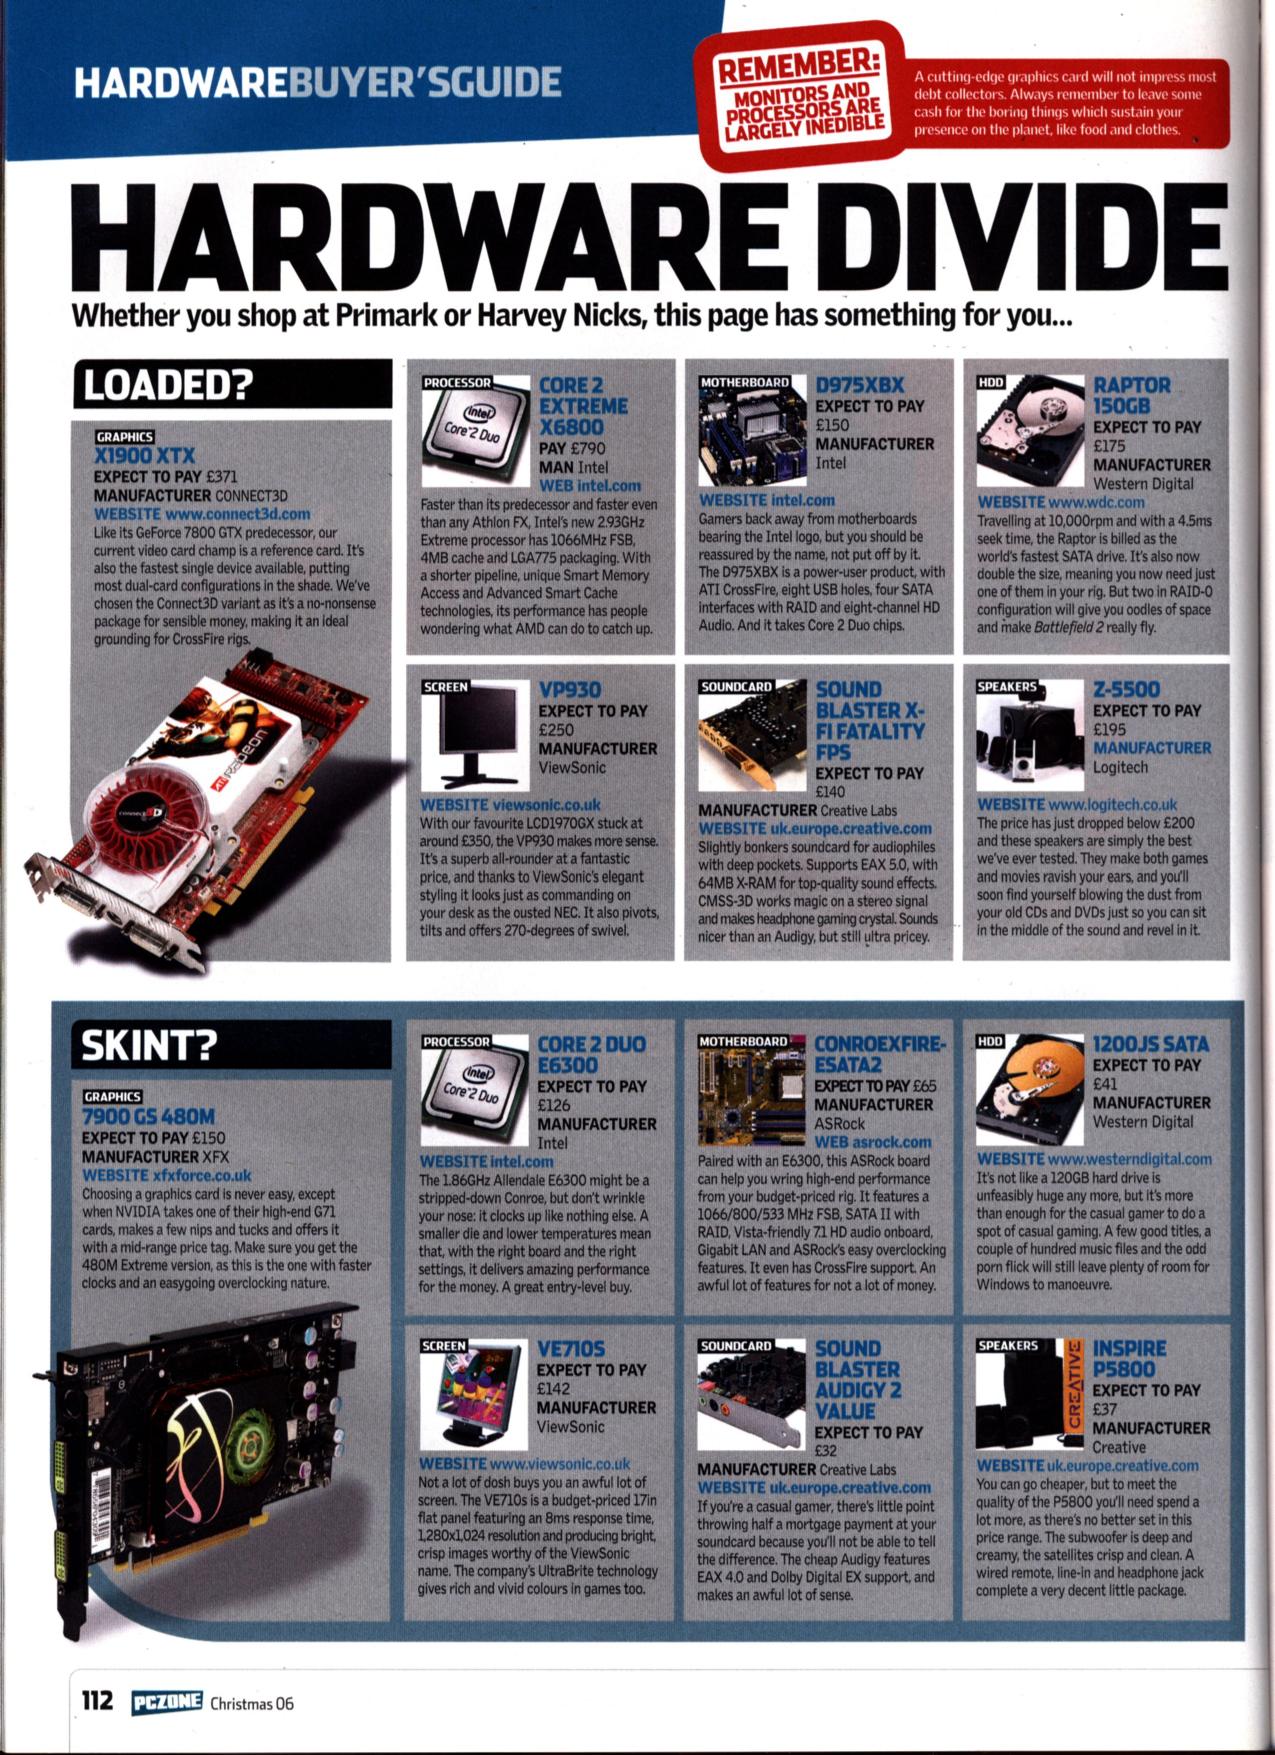 HARDWAREBUYER'SGUIDE
REMEMBER:
MONITORS AND
PROCESSORS ARE
LARGELY INEDIBLE
A cutting-edge graphics card will not impress most
debt collectors. Always remember to leave some
cash for the boring things which sustain your
presence on the planet, like food and clothes.
HARDWARE DIVIDE
Whether you shop at Primark or Harvey Nicks, this page has something for you...
LOADED?
GRAPHICS
X1900 XTX
EXPECT TO PAY £371
MANUFACTURER CONNECT3D
WEBSITE www.connect3d.com
Like its GeForce 7800 GTX predecessor, our
current video card champ is a reference card. It's
also the fastest single device available, putting
most dual-card configurations in the shade. We've
chosen the Connect3D variant as it's a no-nonsense
package for sensible money, making it an ideal
grounding for CrossFire rigs.
ATI RADEON
CONNECT3D
PROCESSOR
intel
Core™2 Duo
CORE 2
EXTREME
X6800
PAY £790
MAN Intel
WEB intel.com
Faster than its predecessor and faster even
than any Athlon FX, Intel's new 2.93GHz
Extreme processor has 1066MHz FSB,
4MB cache and LGA775 packaging. With
a shorter pipeline, unique Smart Memory
Access and Advanced Smart Cache
technologies, its performance has people
wondering what AMD can do to catch up.
MOTHERBOARD
D975XBX
EXPECT TO PAY
£150
MANUFACTURER
Intel
WEBSITE intel.com
Gamers back away from motherboards
bearing the Intel logo, but you should be
reassured by the name, not put off by it.
The D975XBX is a power-user product, with
ATI CrossFire, eight USB holes, four SATA
interfaces with RAID and eight-channel HD
Audio. And it takes Core 2 Duo chips.
HDD
RAPTOR
150GB
EXPECT TO PAY
£175
MANUFACTURER
Western Digital
WEBSITE www.wdc.com
Travelling at 10,000rpm and with a 4.5ms
seek time, the Raptor is billed as the
world's fastest SATA drive. It's also now
double the size, meaning you now need just
one of them in your rig. But two in RAID-0
configuration will give you oodles of space
and make Battlefield 2 really fly.
SCREEN
VP930
EXPECT TO PAY
£250
MANUFACTURER
ViewSonic
WEBSITE viewsonic.co.uk
With our favourite LCD1970GX stuck at
around £350, the VP930 makes more sense.
It's a superb all-rounder at a fantastic
price, and thanks to ViewSonic's elegant
styling it looks just as commanding on
your desk as the ousted NEC. It also pivots,
tilts and offers 270-degrees of swivel.
SOUNDCARD
SOUND
BLASTER X-
FI FATAL1TY
FPS
EXPECT TO PAY
£140
MANUFACTURER Creative Labs
WEBSITE uk.europe.creative.com
Slightly bonkers soundcard for audiophiles
with deep pockets. Supports EAX 5.0, with
64MB X-RAM for top-quality sound effects.
CMSS-3D works magic on a stereo signal
and makes headphone gaming crystal. Sounds
nicer than an Audigy, but still ultra pricey.
SPEAKERS
Z-5500
EXPECT TO PAY
£195
MANUFACTURER
Logitech
WEBSITE www.logitech.co.uk
The price has just dropped below £200
and these speakers are simply the best
we've ever tested. They make both games
and movies ravish your ears, and you'll
soon find yourself blowing the dust from
your old CDs and DVDs just so you can sit
in the middle of the sound and revel in it.
SKINT?
GRAPHICS
7900 GS 480M
EXPECT TO PAY £150
MANUFACTURER XFX
WEBSITE xfxforce.co.uk
Choosing a graphics card is never easy, except
when NVIDIA takes one of their high-end G71
cards, makes a few nips and tucks and offers it
with a mid-range price tag. Make sure you get the
480M Extreme version, as this is the one with faster
clocks and an easygoing overclocking nature.
PROCESSOR
intel
Core™2 Duo
CORE 2 DUO
E6300
EXPECT TO PAY
£126
MANUFACTURER
Intel
WEBSITE intel.com
The 1.86GHz Allendale E6300 might be a
stripped-down Conroe, but don't wrinkle
your nose: it clocks up like nothing else. A
smaller die and lower temperatures mean
that, with the right board and the right
settings, it delivers amazing performance
for the money. A great entry-level buy.
MOTHERBOARD
CONROEXFIRE-
ESATA2
EXPECT TO PAY £65
MANUFACTURER
ASRock
WEB asrock.com
Paired with an E6300, this ASRock board
can help you wring high-end performance
from your budget-priced rig. It features a
1066/800/533 MHz FSB, SATA II with
RAID, Vista-friendly 7.1 HD audio onboard,
Gigabit LAN and ASRock's easy overclocking
features. It even has CrossFire support. An
awful lot of features for not a lot of money.
HDD
1200JS SATA
EXPECT TO PAY
£41
MANUFACTURER
Western Digital
WEBSITE www.westerndigital.com
It's not like a 120GB hard drive is
unfeasibly huge any more, but it's more
than enough for the casual gamer to do a
spot of casual gaming. A few good titles, a
couple of hundred music files and the odd
porn flick will still leave plenty of room for
Windows to manoeuvre.
SCREEN
VE710S
EXPECT TO PAY
£142
MANUFACTURER
ViewSonic
WEBSITE www.viewsonic.co.uk
Not a lot of dosh buys you an awful lot of
screen. The VE710s is a budget-priced 17in
flat panel featuring an 8ms response time,
1,280x1,024 resolution and producing bright,
crisp images worthy of the ViewSonic
name. The company's UltraBrite technology
gives rich and vivid colours in games too.
SOUNDCARD
SOUND
BLASTER
AUDIGY 2
VALUE
EXPECT TO PAY
£32
MANUFACTURER Creative Labs
WEBSITE uk.europe.creative.com
If you're a casual gamer, there's little point
throwing half a mortgage payment at your
soundcard because you'll not be able to tell
the difference. The cheap Audigy features
EAX 4.0 and Dolby Digital EX support, and
makes an awful lot of sense.
SPEAKERS
CREATIVE
INSPIRE
P5800
EXPECT TO PAY
£37
MANUFACTURER
Creative
WEBSITE uk.europe.creative.com
You can go cheaper, but to meet the
quality of the P5800 you'll need spend a
lot more, as there's no better set in this
price range. The subwoofer is deep and
creamy, the satellites crisp and clean. A
wired remote, line-in and headphone jack
complete a very decent little package.
112 PCZONE Christmas 06